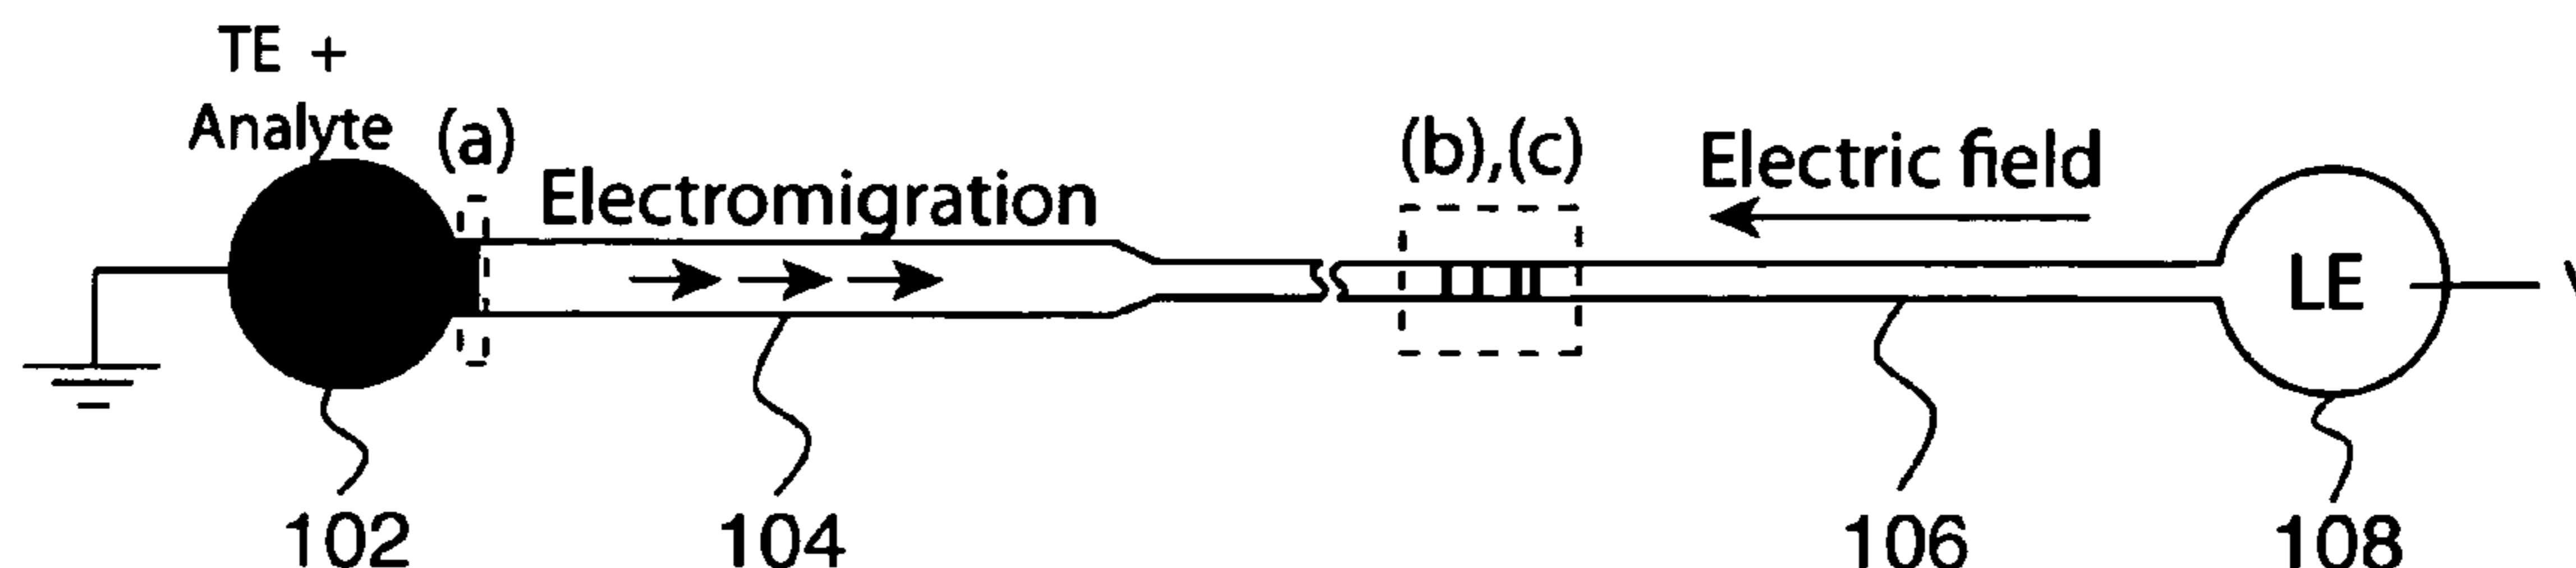 TE +
Analyte
(a)
Electromigration
(b),(c)
Electric field
LE
102
104
106
108